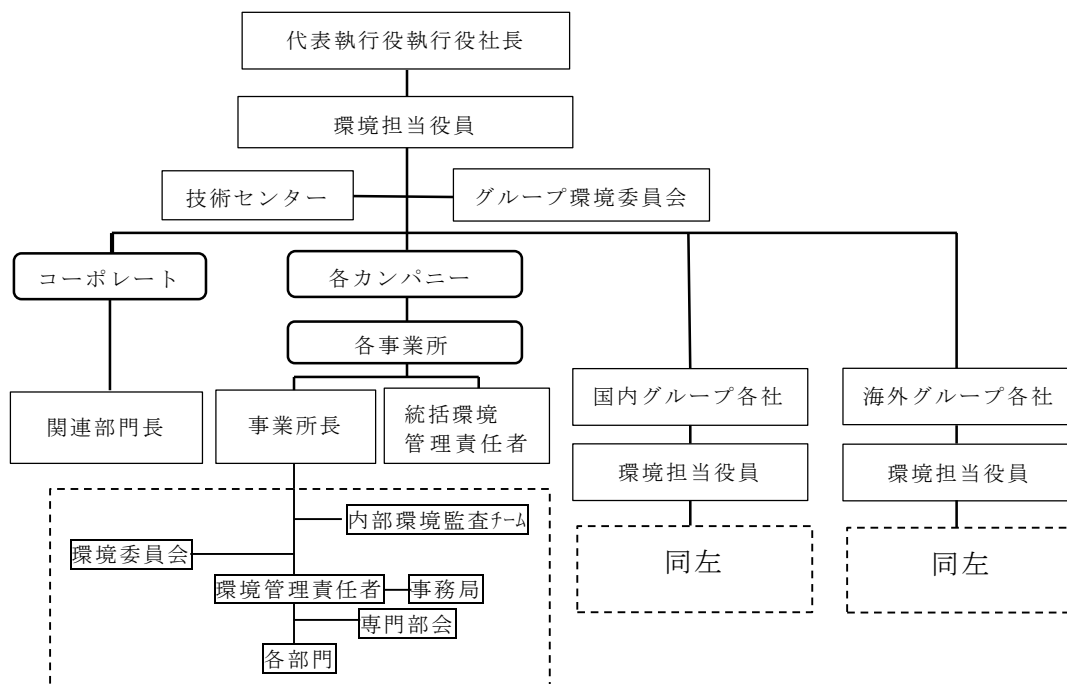 代表執行役執行役社長
環境担当役員
技術センター
グループ環境委員会
コーポレート
各カンパニー
各事業所
関連部門長
事業所長
統括環境
管理責任者
国内グループ各社
海外グループ各社
環境担当役員
環境担当役員
内部環境監査ﾁｰﾑ
環境委員会
環境管理責任者
事務局
専門部会
各部門
同左
同左